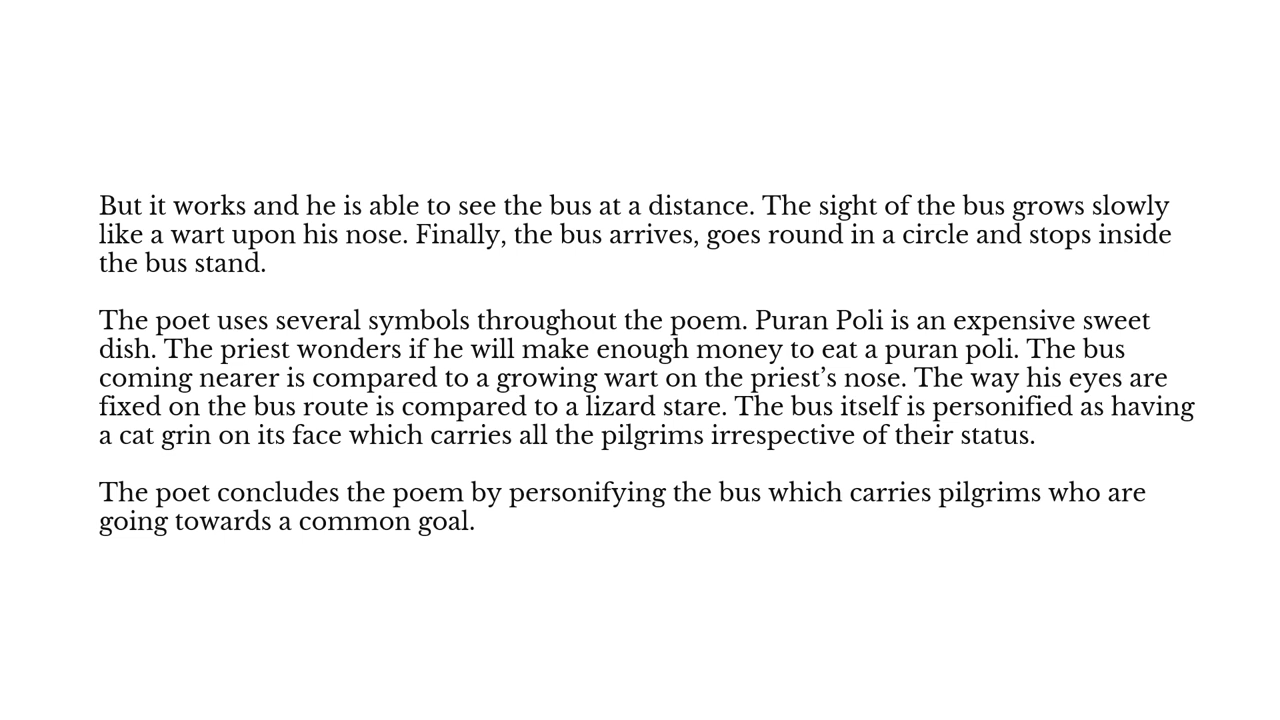 But it works and he is able to see the bus at a distance. The sight of the bus grows slowly
like a wart upon his nose. Finally, the bus arrives, goes round in a circle and stops inside
the bus stand.
The poet uses several symbols throughout the poem. Puran Poli is an expensive sweet
dish. The priest wonders if he will make enough money to eat a puran poli. The bus
coming nearer is compared to a growing wart on the priest’s nose. The way his eyes are
fixed on the bus route is compared to a lizard stare. The bus itself is personified as having
a cat grin on its face which carries all the pilgrims irrespective of their status.
The poet concludes the poem by personifying the bus which carries pilgrims who are
going towards a common goal.